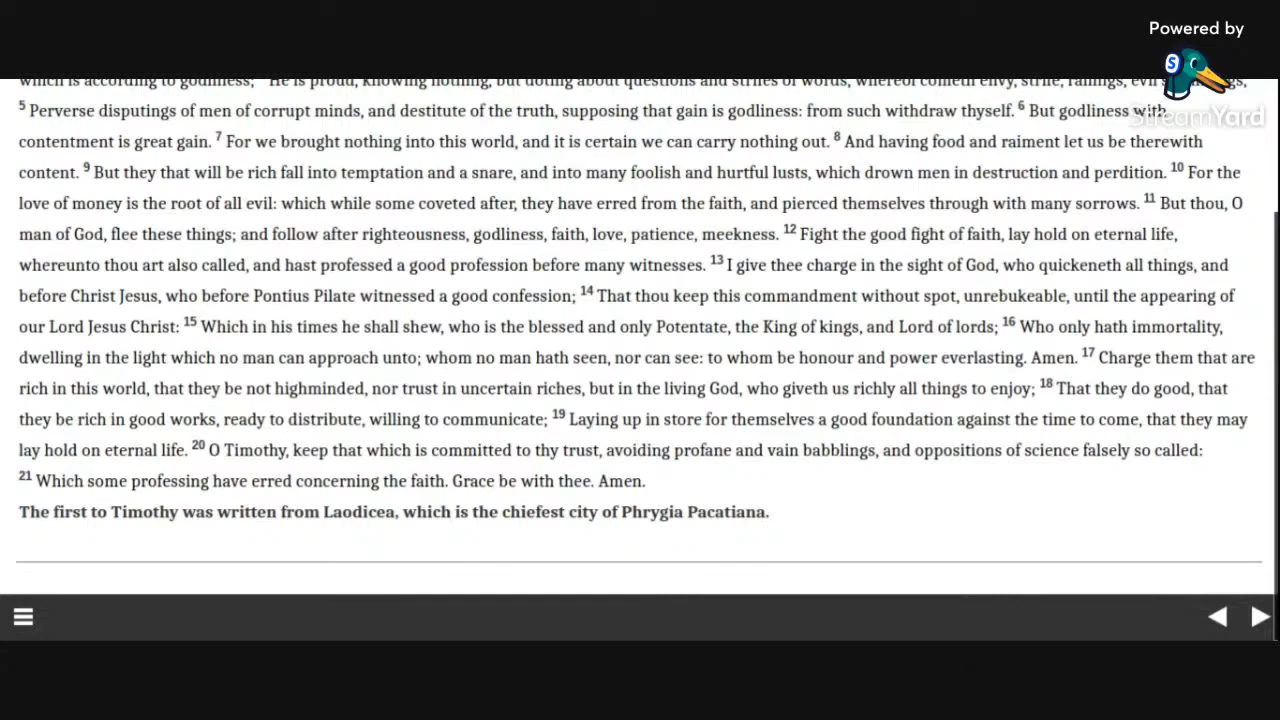 Powered by
StreamYard
which is according to godliness; He is proud, knowing nothing, but doting about questions and strifes of words, whereof cometh envy, strife, railings, evil
5 Perverse disputings of men of corrupt minds, and destitute of the truth, supposing that gain is godliness: from such withdraw thyself. 6 But godliness with
contentment is great gain. 7 For we brought nothing into this world, and it is certain we can carry nothing out. 8 And having food and raiment let us be therewith
content. 9 But they that will be rich fall into temptation and a snare, and into many foolish and hurtful lusts, which drown men in destruction and perdition. 10 For the
love of money is the root of all evil: which while some coveted after, they have erred from the faith, and pierced themselves through with many sorrows. 11 But thou, O
man of God, flee these things; and follow after righteousness, godliness, faith, love, patience, meekness. 12 Fight the good fight of faith, lay hold on eternal life,
whereunto thou art also called, and hast professed a good profession before many witnesses. 13 I give thee charge in the sight of God, who quickeneth all things, and
before Christ Jesus, who before Pontius Pilate witnessed a good confession; 14 That thou keep this commandment without spot, unrebukeable, until the appearing of
our Lord Jesus Christ: 15 Which in his times he shall shew, who is the blessed and only Potentate, the King of kings, and Lord of lords; 16 Who only hath immortality,
dwelling in the light which no man can approach unto; whom no man hath seen, nor can see: to whom be honour and power everlasting. Amen. 17 Charge them that are
rich in this world, that they be not highminded, nor trust in uncertain riches, but in the living God, who giveth us richly all things to enjoy; 18 That they do good, that
they be rich in good works, ready to distribute, willing to communicate; 19 Laying up in store for themselves a good foundation against the time to come, that they may
lay hold on eternal life. 20 O Timothy, keep that which is committed to thy trust, avoiding profane and vain babblings, and oppositions of science falsely so called:
21 Which some professing have erred concerning the faith. Grace be with thee. Amen.
The first to Timothy was written from Laodicea, which is the chiefest city of Phrygia Pacatiana.